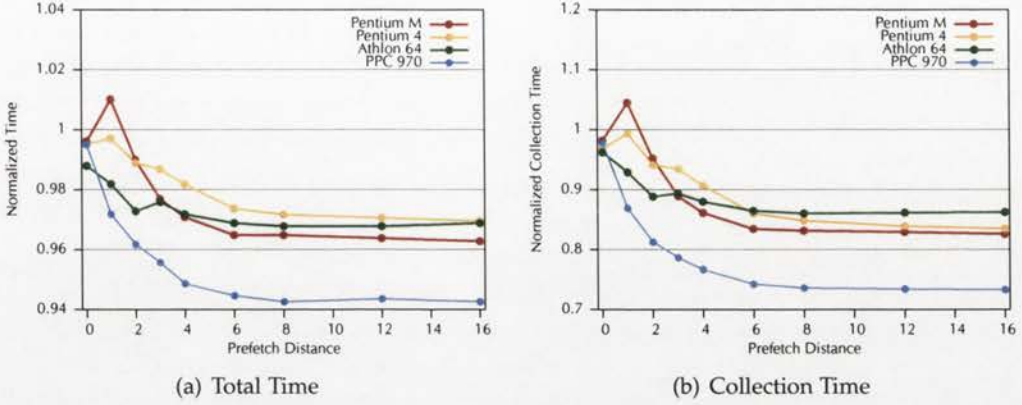 1.04
1.02
1
0.98
0.96
0.94
Normalized Time
Pentium M
Pentium 4
Athlon 64
PPC 970
0 2 4 6 8 10 12 14 16
Prefetch Distance
(a) Total Time
1.2
1.1
1
0.9
0.8
0.7
Normalized Collection Time
Pentium M
Pentium 4
Athlon 64
PPC 970
0 2 4 6 8 10 12 14 16
Prefetch Distance
(b) Collection Time